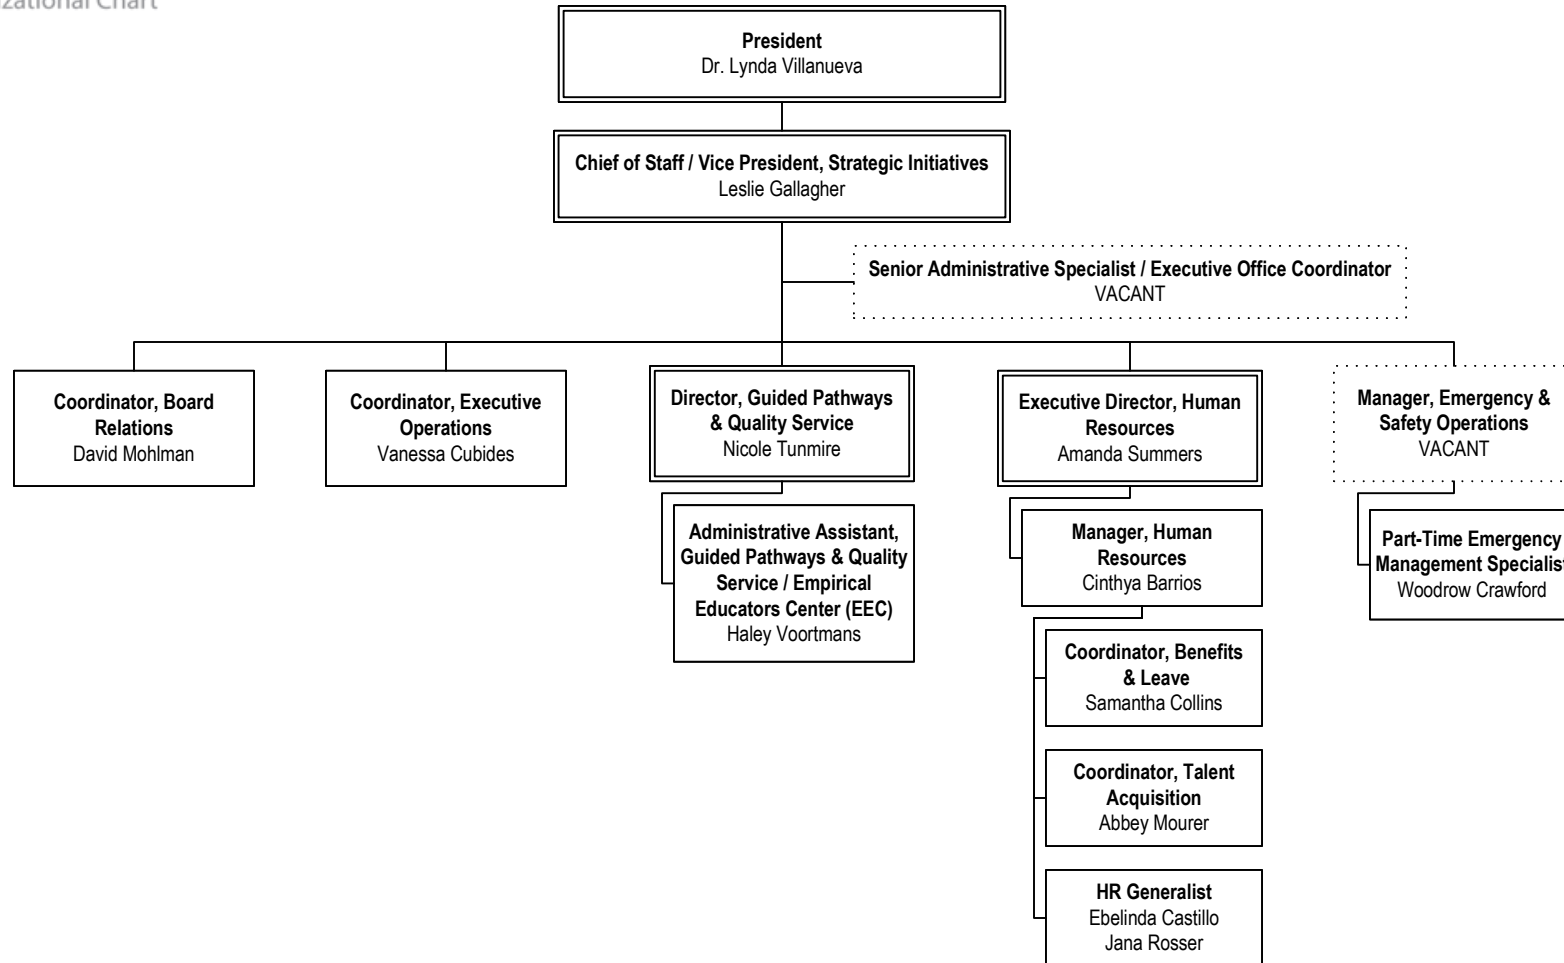 Chart
President
Dr. Lynda Villanueva
Chief of Staff / Vice President, Strategic Initiatives
Leslie Gallagher
Senior Administrative Specialist / Executive Office Coordinator
VACANT
Coordinator, Board
Relations
David Mohlman
Coordinator, Executive
Operations
Vanessa Cubides
Director, Guided Pathways
& Quality Service
Nicole Tunmire
Executive Director, Human
Resources
Amanda Summers
Manager, Emergency &
Safety Operations
VACANT
Administrative Assistant,
Guided Pathways & Quality
Service / Empirical
Educators Center (EEC)
Haley Voortmans
Manager, Human
Resources
Cinthya Barrios
Part-Time Emergency
Management Specialist
Woodrow Crawford
Coordinator, Benefits
& Leave
Samantha Collins
Coordinator, Talent
Acquisition
Abbey Mourer
HR Generalist
Ebelinda Castillo
Jana Rosser